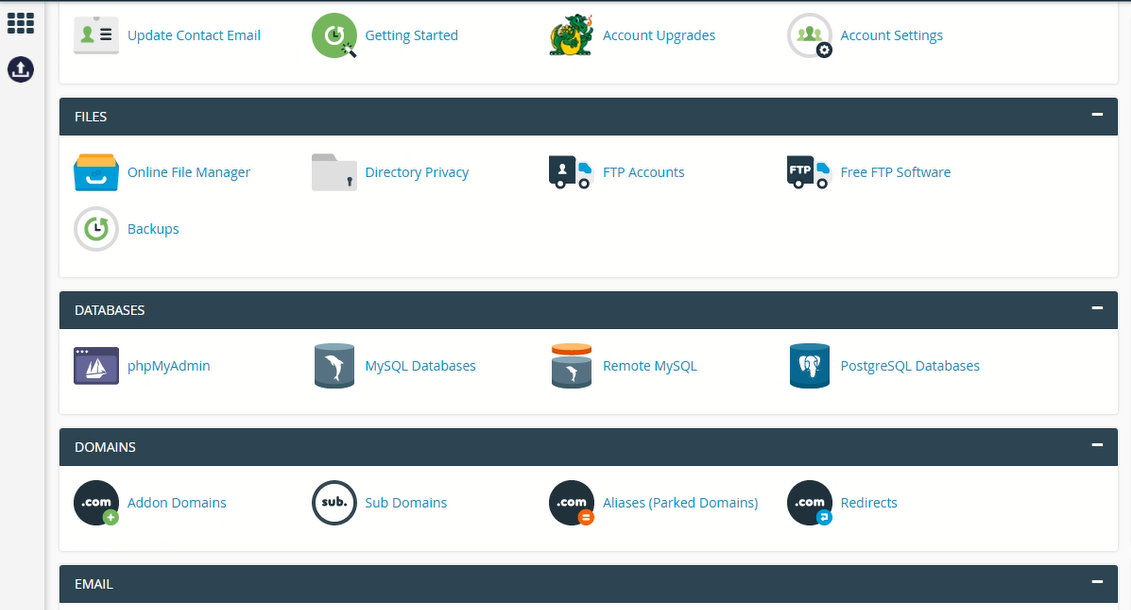 Update Contact Email Getting Started Account Upgrades Account Settings
FILES
Online File Manager Directory Privacy FTP Accounts FTP Free FTP Software
Backups
DATABASES
phpMyAdmin MySQL Databases Remote MySQL PostgreSQL Databases
DOMAINS
.com Addon Domains sub. Sub Domains .com Aliases (Parked Domains) .com Redirects
EMAIL